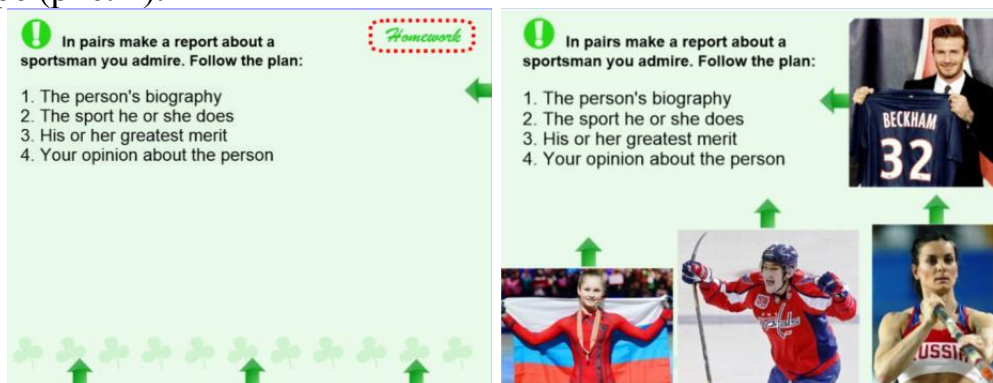 In pairs make a report about a
sportsman you admire. Follow the plan:
Homework
1. The person's biography
2. The sport he or she does
3. His or her greatest merit
4. Your opinion about the person
In pairs make a report about a
sportsman you admire. Follow the plan:
1. The person's biography
2. The sport he or she does
3. His or her greatest merit
4. Your opinion about the person
BECKHAM
32
Capitals
RUSSIA